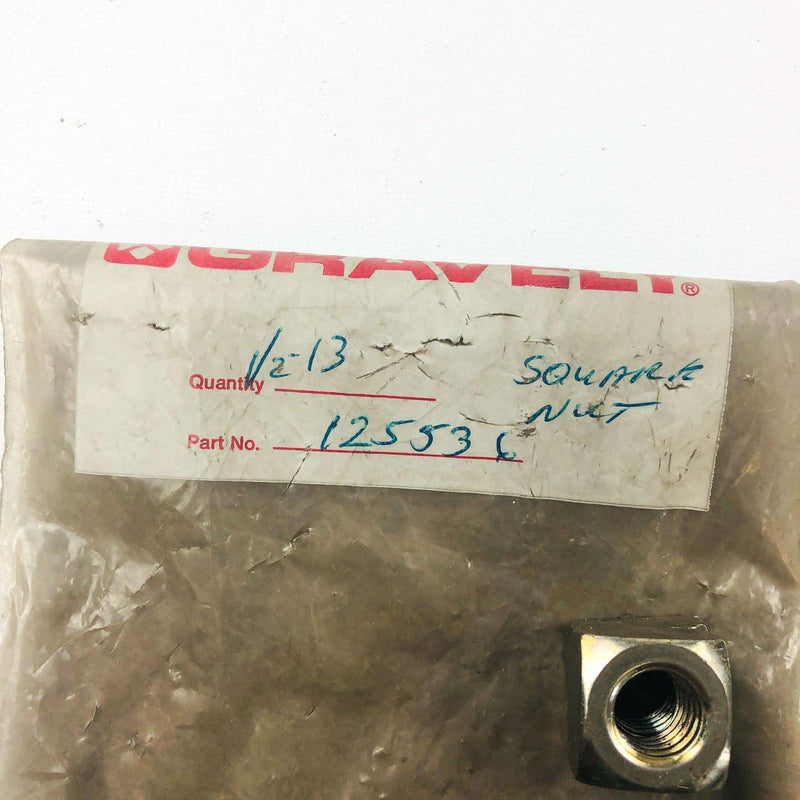 GRAVELY®
1/2-13
SQUARE
Quantity
NUT
Part No. 125536